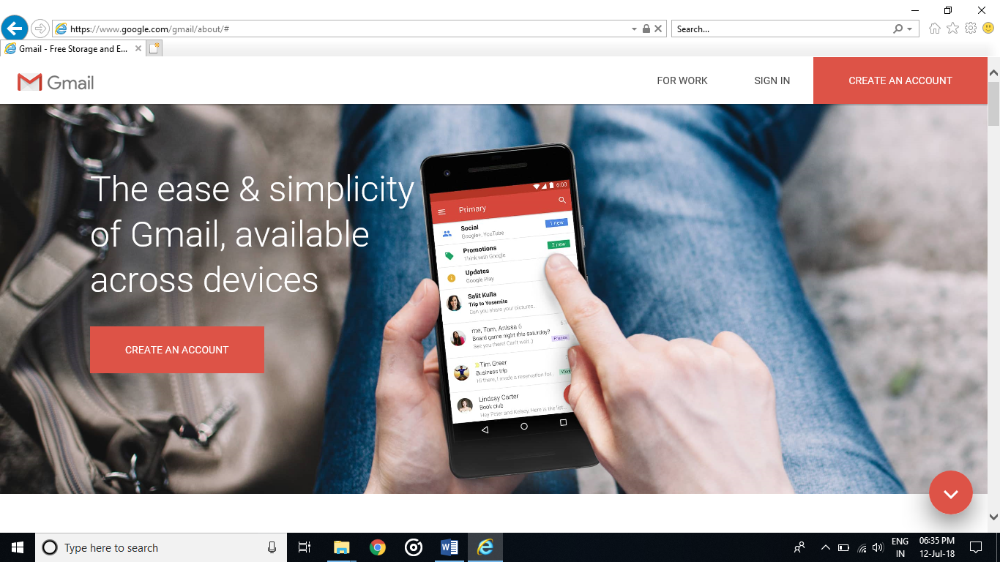 https://www.google.com/gmail/about/#
Search...
Gmail - Free Storage and E...
Gmail
FOR WORK
SIGN IN
CREATE AN ACCOUNT
The ease & simplicity
of Gmail, available
across devices
CREATE AN ACCOUNT
6:03
Primary
Social
1 new
Google+, YouTube
Promotions
2 new
Think with Google
Updates
Google Play
Salit Kulla
Trip to Yosemite
Can you share your pictures..
me, Tom, Anissa 6
Board game night this saturday?
See you there! Can't wait :)
Friends
Tim Greer
Business trip
Hi there, I made a reservation for...
Work
Lindsay Carter
Book club
Hey Peter and Kelsey, Here is the list...
Type here to search
ENG
06:35 PM
IN
12-Jul-18